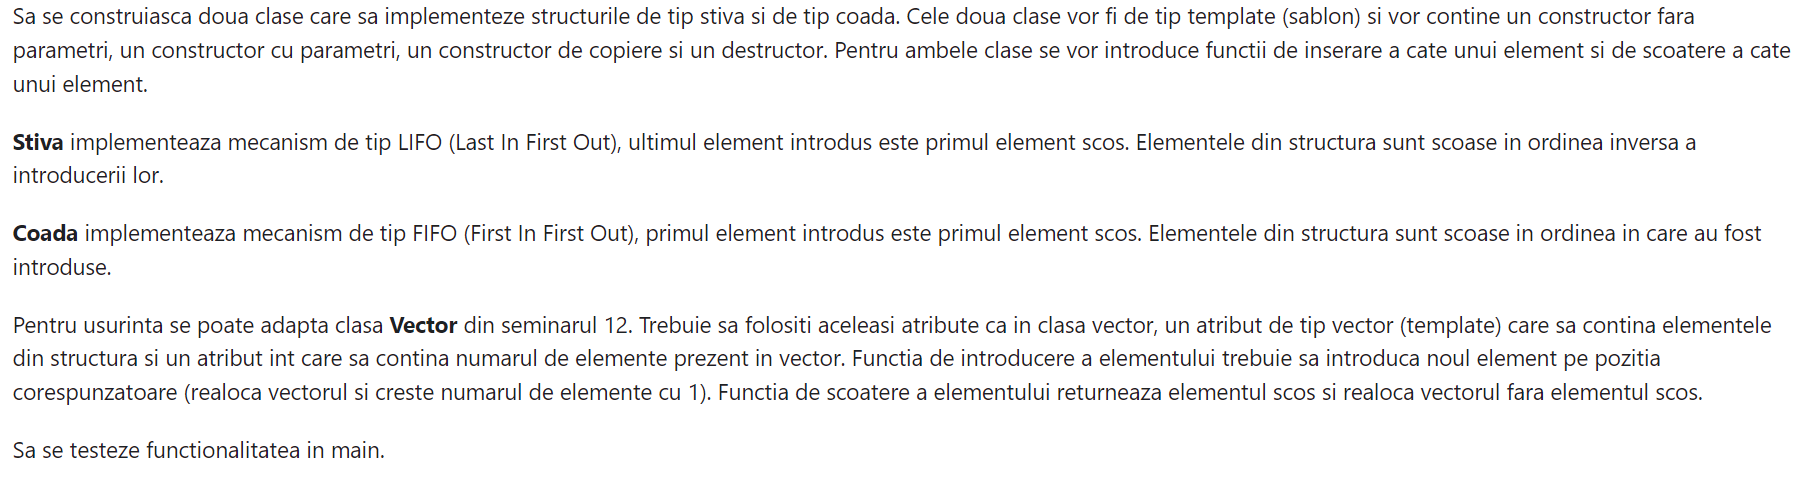 Sa se construiasca doua clase care sa implementeze structurile de tip stiva si de tip coada. Cele doua clase vor fi de tip template (sablon) si vor contine un constructor fara
parametri, un constructor cu parametri, un constructor de copiere si un destructor. Pentru ambele clase se vor introduce functii de inserare a cate unui element si de scoatere a cate
unui element.
Stiva implementeaza mecanism de tip LIFO (Last In First Out), ultimul element introdus este primul element scos. Elementele din structura sunt scoase in ordinea inversa a
introducerii lor.
Coada implementeaza mecanism de tip FIFO (First In First Out), primul element introdus este primul element scos. Elementele din structura sunt scoase in ordinea in care au fost
introduse.
Pentru usurinta se poate adapta clasa Vector din seminarul 12. Trebuie sa folositi aceleasi atribute ca in clasa vector, un atribut de tip vector (template) care sa contina elementele
din structura si un atribut int care sa contina numarul de elemente prezent in vector. Functia de introducere a elementului trebuie sa introduca noul element pe pozitia
corespunzatoare (realoca vectorul si creste numarul de elemente cu 1). Functia de scoatere a elementului returneaza elementul scos si realoca vectorul fara elementul scos.
Sa se testeze functionalitatea in main.